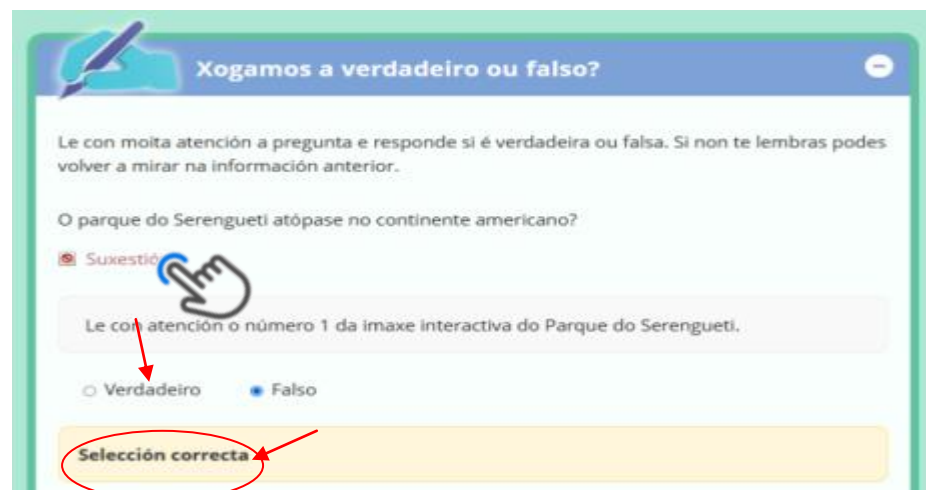 Xogamos a verdadeiro ou falso?
Le con moita atención a pregunta e responde si é verdadeira ou falsa. Si non te lembras podes
volver a mirar na información anterior.
O parque do Serengueti atópase no continente americano?
Suxestió
Le con atención o número 1 da imaxe interactiva do Parque do Serengueti.
Verdadeiro Falso
Selección correcta